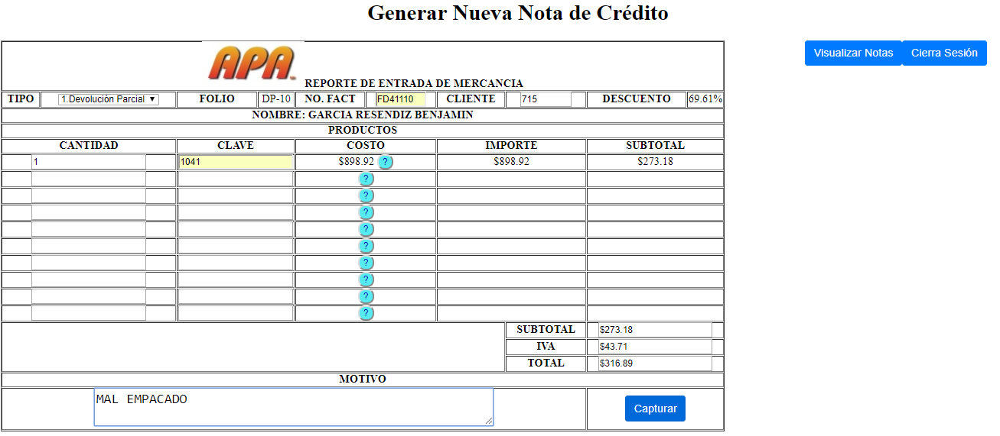 Generar Nueva Nota de Crédito
Visualizar Notas Cierra Sesión
APA
REPORTE DE ENTRADA DE MERCANCIA
TIPO 1.Devolución Parcial FOLIO DP-10 NO. FACT FD41110 CLIENTE 715 DESCUENTO 69.61%
NOMBRE: GARCIA RESENDIZ BENJAMIN
PRODUCTOS
CANTIDAD CLAVE COSTO IMPORTE SUBTOTAL
1 1041 $898.92 ? $898.92 $273.18
?
?
?
?
?
?
?
?
?
SUBTOTAL $273.18
IVA $43.71
TOTAL $316.89
MOTIVO
MAL EMPACADO Capturar